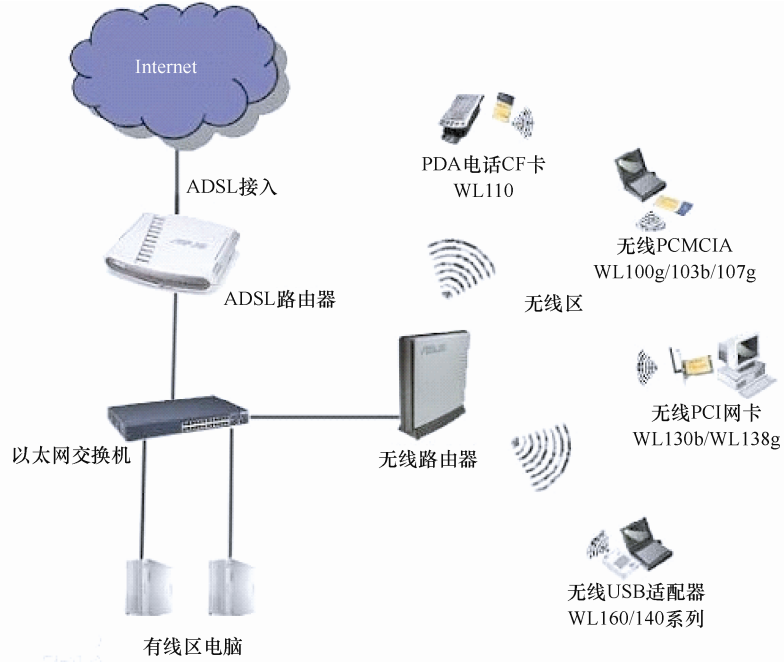 Internet
ADSL接入
ADSL路由器
以太网交换机
有线区电脑
无线路由器
无线区
PDA电话CF卡
WL110
无线PCMCIA
WL100g/103b/107g
无线PCI网卡
WL130b/WL138g
无线USB适配器
WL160/140系列